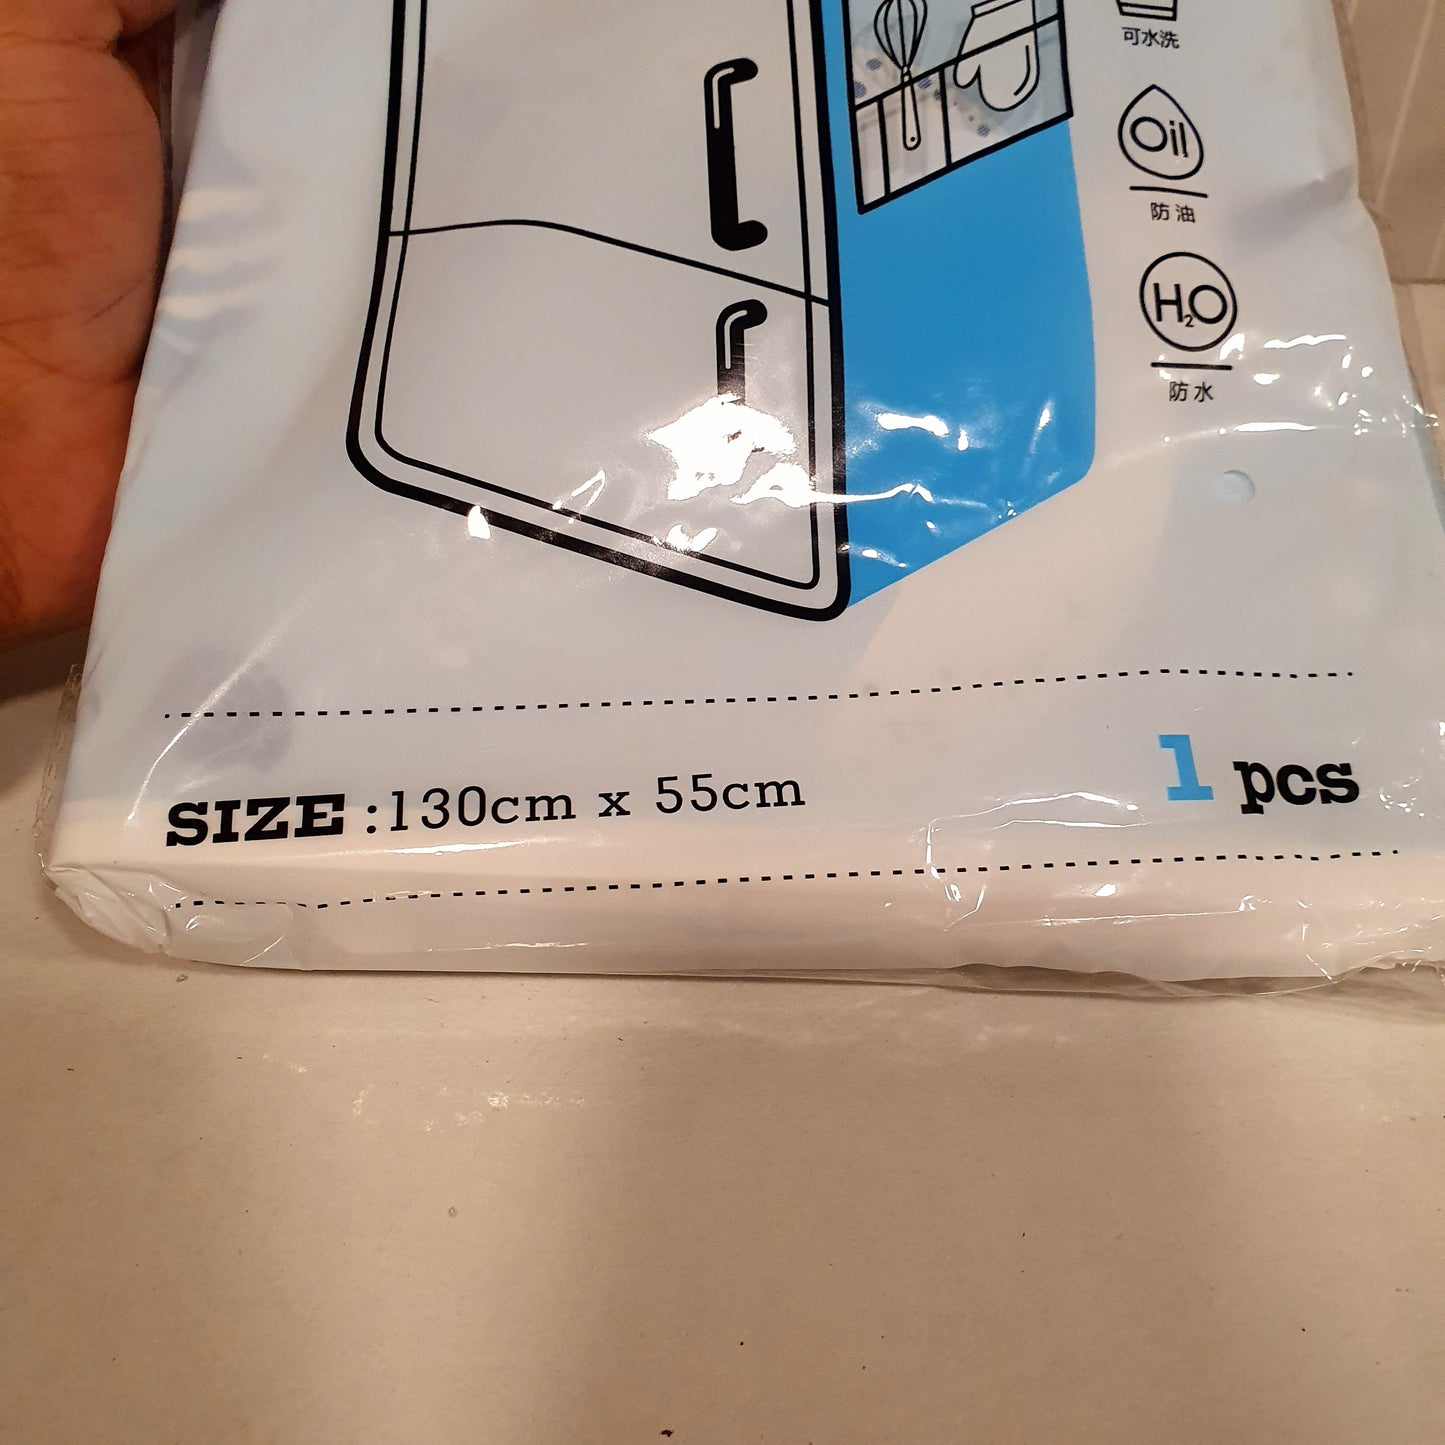 可水洗
Oil
防油
H₂O
防水
SIZE :130cm x 55cm
1 pcs